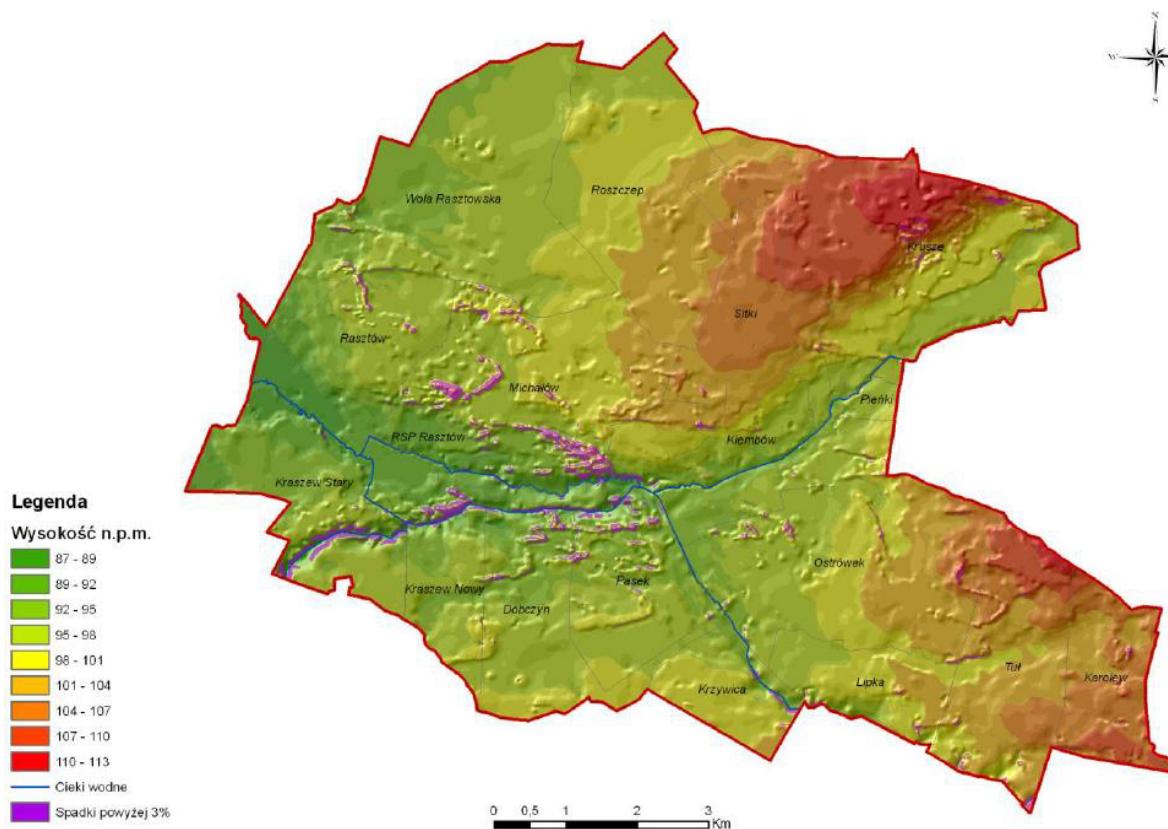 N
W
S
Roszczep
Wola Rasztowska
Krusze
Sitki
Rasztów
Michałów
Pieńki
RSP Rasztów
Kiembów
Kraszew Stary
Ostrówek
Pasek
Kraszew Nowy
Dobczyn
Tuł
Karolew
Lipka
Krzywica
Legenda
Wysokość n.p.m.
87 - 89
89 - 92
92 - 95
95 - 98
98 - 101
101 - 104
104 - 107
107 - 110
110 - 113
Cieki wodne
Spadki powyżej 3%
0 0,5 1 2 3
Km